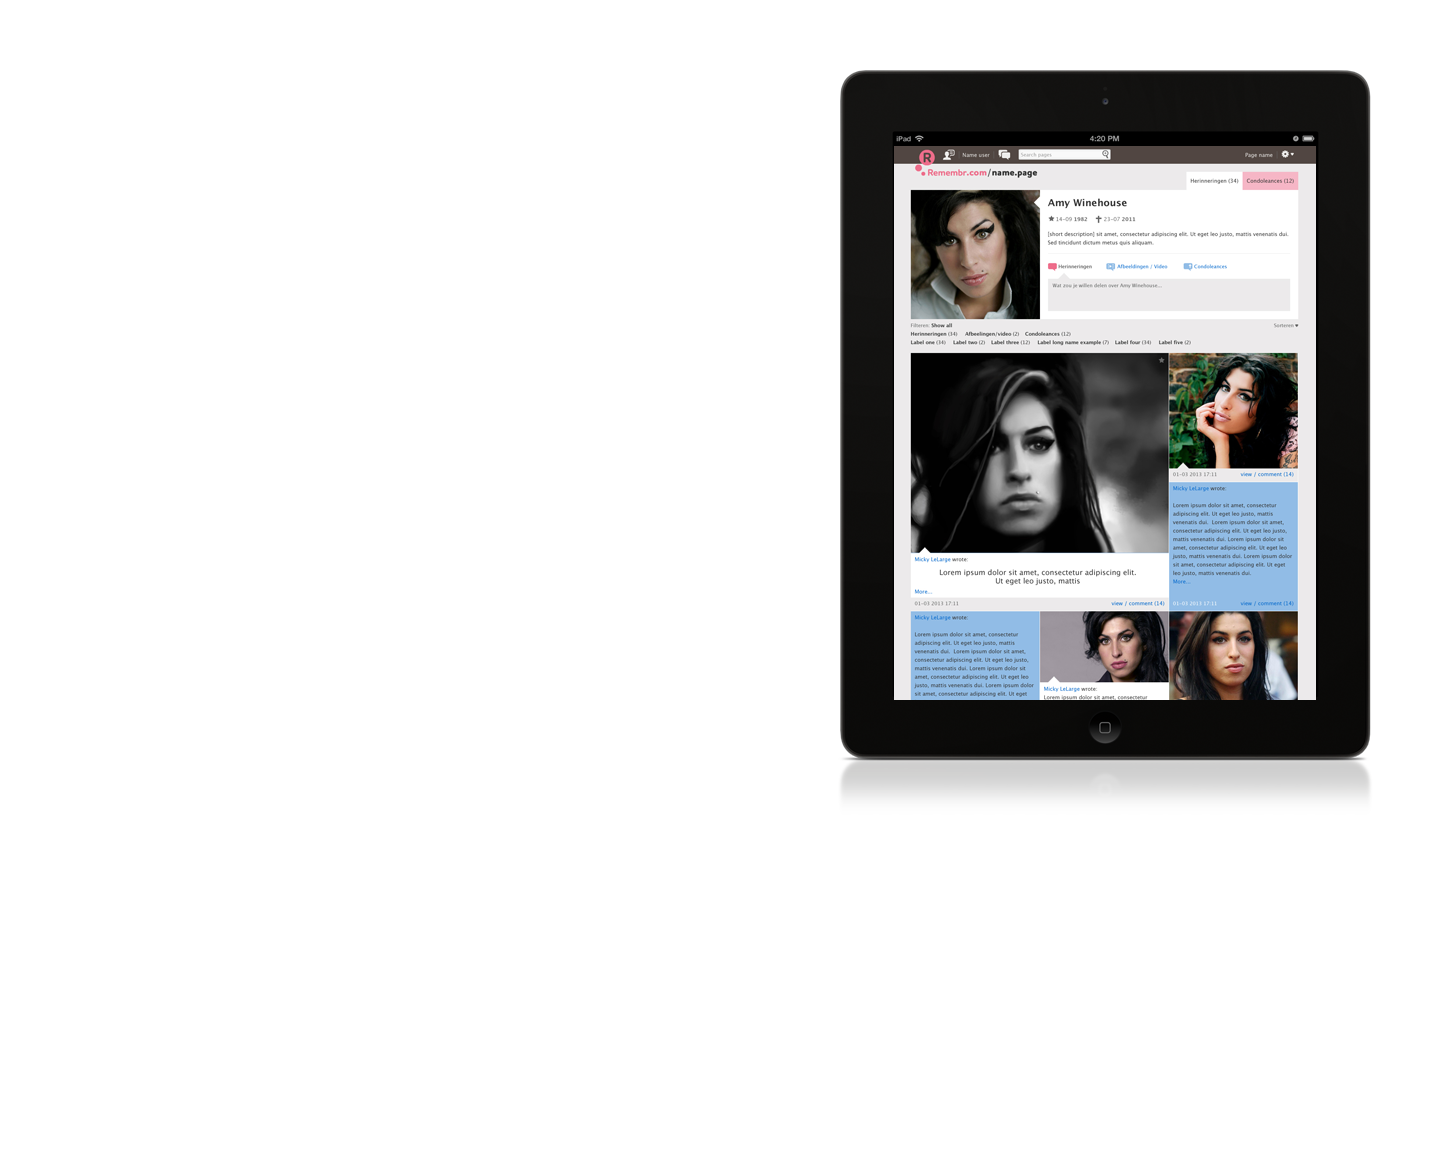 iPad 4:20 PM
R Name user Search pages Page name
Remembr.com/name.page
Herinneringen (34) Condoleances (12)
Amy Winehouse
14-09 1982 23-07 2011
[short description] sit amet, consectetur adipiscing elit. Ut eget leo justo, mattis venenatis dui.
Sed tincidunt dictum metus quis aliquam.
Herinneringen Afbeeldingen / Video Condoleances
Wat zou je willen delen over Amy Winehouse...
Filteren: Show all Sorteren
Herinneringen (34) Afbeelingen/video (2) Condoleances (12)
Label one (34) Label two (2) Label three (12) Label long name example (7) Label four (34) Label five (2)
01-03 2013 17:11 view / comment (14)
Micky LeLarge wrote:
Lorem ipsum dolor sit amet, consectetur
adipiscing elit. Ut eget leo justo, mattis
venenatis dui. Lorem ipsum dolor sit amet,
consectetur adipiscing elit. Ut eget leo justo,
mattis venenatis dui. Lorem ipsum dolor sit
amet, consectetur adipiscing elit. Ut eget leo
justo, mattis venenatis dui. Lorem ipsum dolor
sit amet, consectetur adipiscing elit. Ut eget
leo justo, mattis venenatis dui.
More...
01-03 2013 17:11 view / comment (14)
Micky LeLarge wrote:
Lorem ipsum dolor sit amet, consectetur adipiscing elit.
Ut eget leo justo, mattis
More...
01-03 2013 17:11 view / comment (14)
Micky LeLarge wrote:
Lorem ipsum dolor sit amet, consectetur
adipiscing elit. Ut eget leo justo, mattis
venenatis dui. Lorem ipsum dolor sit amet,
consectetur adipiscing elit. Ut eget leo justo,
mattis venenatis dui. Lorem ipsum dolor sit
amet, consectetur adipiscing elit. Ut eget leo
justo, mattis venenatis dui. Lorem ipsum dolor
sit amet, consectetur adipiscing elit. Ut eget
Micky LeLarge wrote:
Lorem ipsum dolor sit amet, consectetur